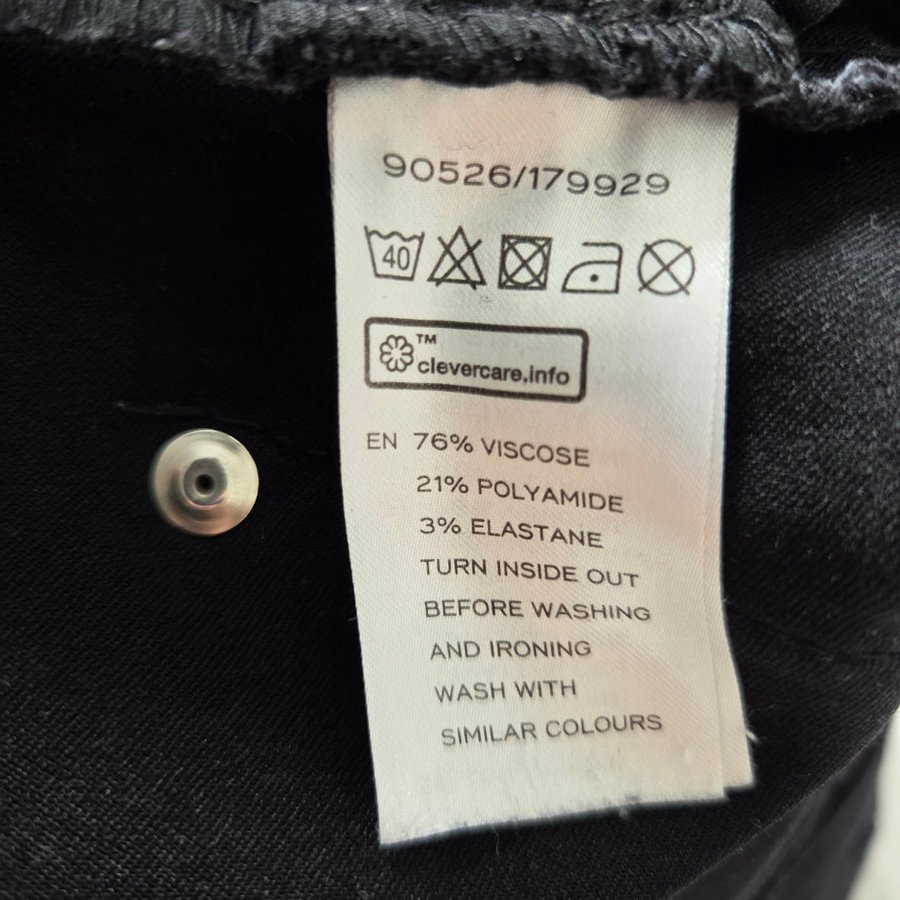 90526/179929
40
TM
clevercare.info
EN 76% VISCOSE
21% POLYAMIDE
3% ELASTANE
TURN INSIDE OUT
BEFORE WASHING
AND IRONING
WASH WITH
SIMILAR COLOURS